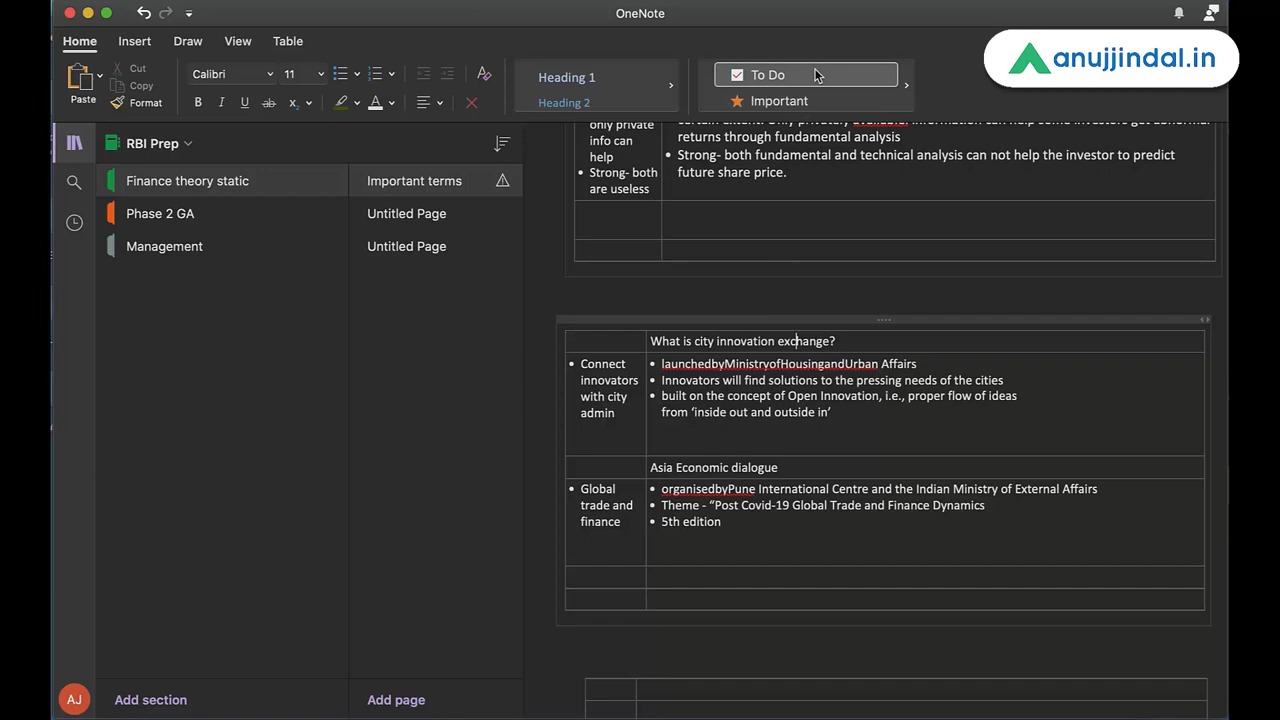 OneNote
Home Insert Draw View Table
anujjindal.in
Paste
Cut
Copy
Format
Calibri 11
B I U ab X
Heading 1
Heading 2
To Do
Important
RBI Prep
Finance theory static
Phase 2 GA
Management
Important terms
Untitled Page
Untitled Page
only private
info can
help
Strong- both
are useless
returns through fundamental analysis
Strong- both fundamental and technical analysis can not help the investor to predict
future share price.
What is city innovation exchange?
Connect
innovators
with city
admin
launchedbyMinistryofHousingandUrban Affairs
Innovators will find solutions to the pressing needs of the cities
built on the concept of Open Innovation, i.e., proper flow of ideas
from ‘inside out and outside in’
Asia Economic dialogue
Global
trade and
finance
organisedbyPune International Centre and the Indian Ministry of External Affairs
Theme - “Post Covid-19 Global Trade and Finance Dynamics
5th edition
AJ
Add section
Add page